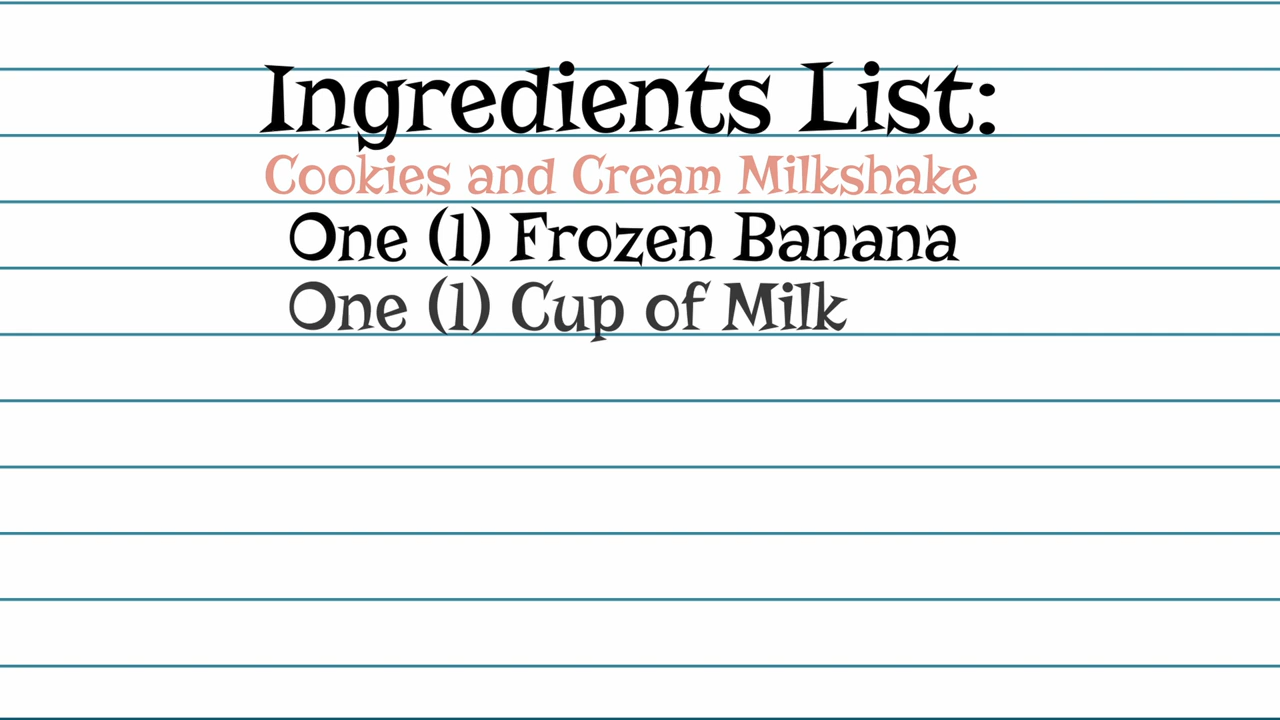 Ingredients List:
Cookies and Cream Milkshake
One (1) Frozen Banana
One (1) Cup of Milk